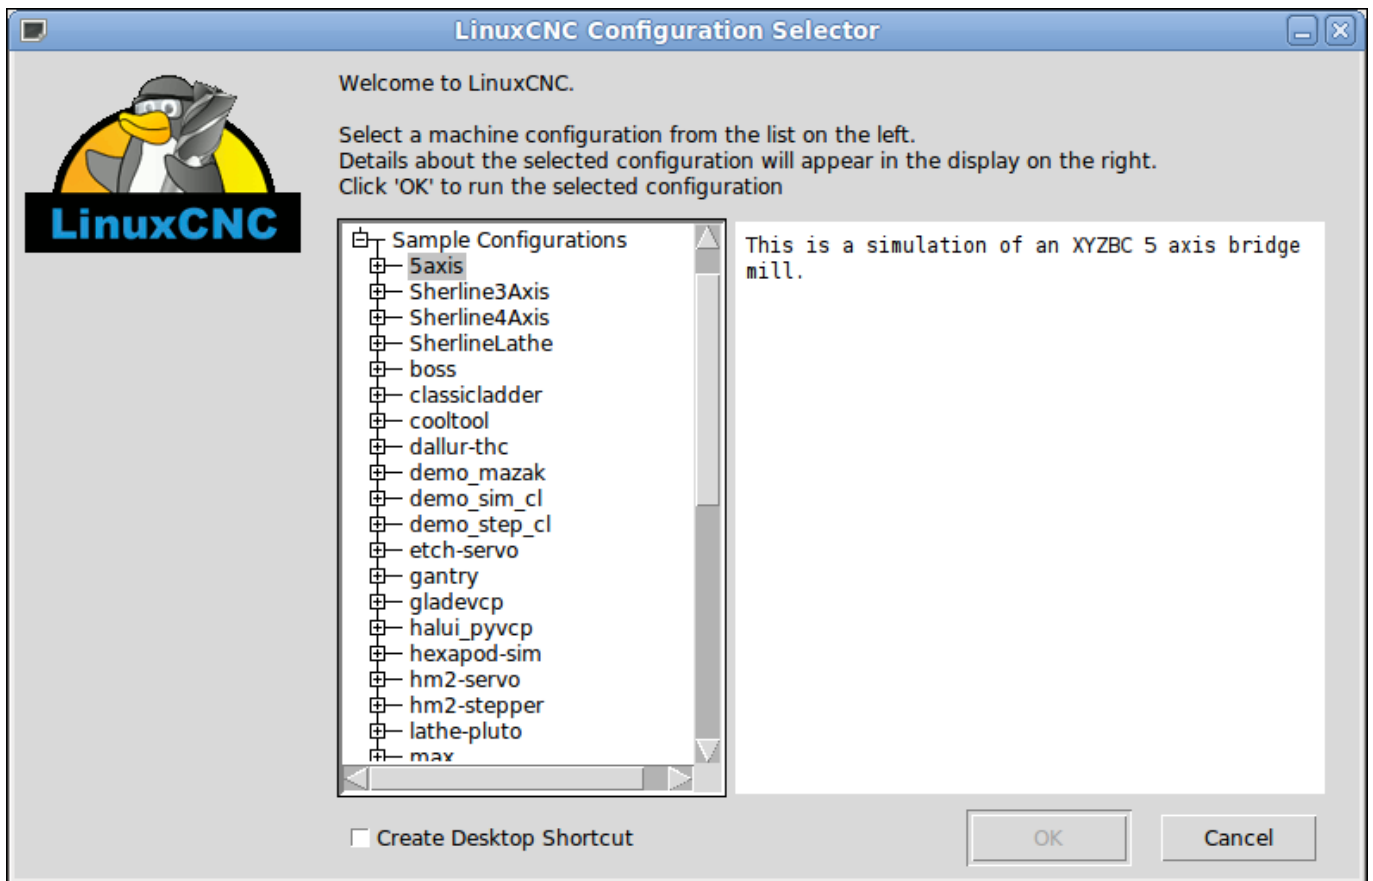 LinuxCNC Configuration Selector
LinuxCNC
Welcome to LinuxCNC.
Select a machine configuration from the list on the left.
Details about the selected configuration will appear in the display on the right.
Click 'OK' to run the selected configuration
Sample Configurations
5axis
Sherline3Axis
Sherline4Axis
SherlineLathe
boss
classicladder
cooltool
dallur-thc
demo_mazak
demo_sim_cl
demo_step_cl
etch-servo
gantry
gladevcp
halui_pyvcp
hexapod-sim
hm2-servo
hm2-stepper
lathe-pluto
max
This is a simulation of an XYZBC 5 axis bridge
mill.
Create Desktop Shortcut
OK
Cancel